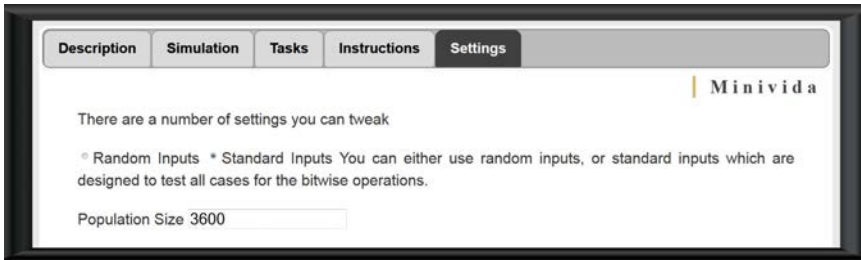 Description Simulation Tasks Instructions Settings
Minivida
There are a number of settings you can tweak
Random Inputs Standard Inputs You can either use random inputs, or standard inputs which are
designed to test all cases for the bitwise operations.
Population Size 3600